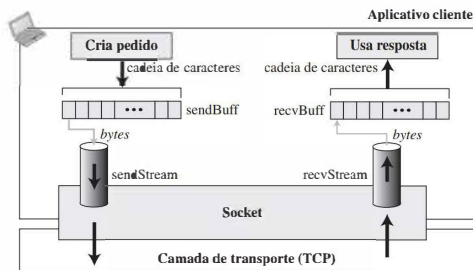 Aplicativo cliente
Cria pedido
Usa resposta
cadeia de caracteres
cadeia de caracteres
sendBuff
recvBuff
bytes
bytes
sendStream
recvStream
Socket
Camada de transporte (TCP)